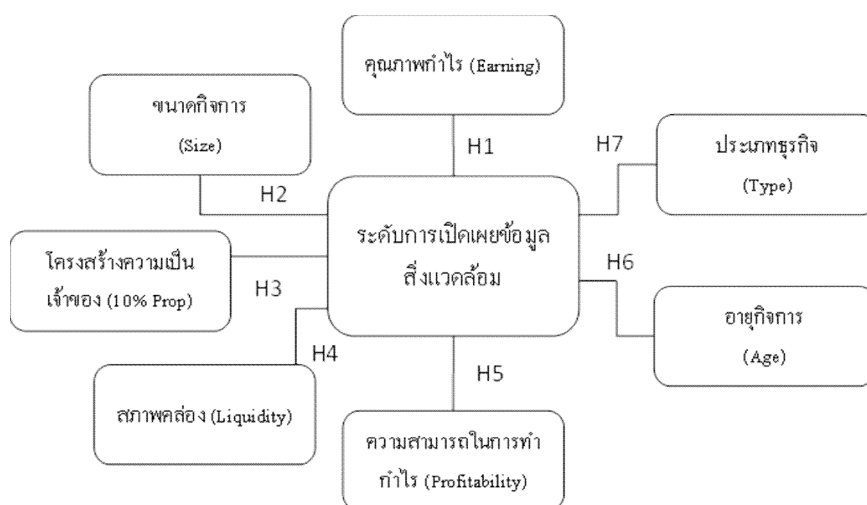 คุณภาพกำไร (Earning)
ขนาดกิจการ
(Size)
H1
H7
ประเภทธุรกิจ
(Type)
H2
ระดับการเปิดเผยข้อมูล
สิ่งแวดล้อม
โครงสร้างความเป็น
เจ้าของ (10% Prop)
H3
H6
อายุกิจการ
(Age)
H4
H5
สภาพคล่อง (Liquidity)
ความสามารถในการทำ
กำไร (Profitability)